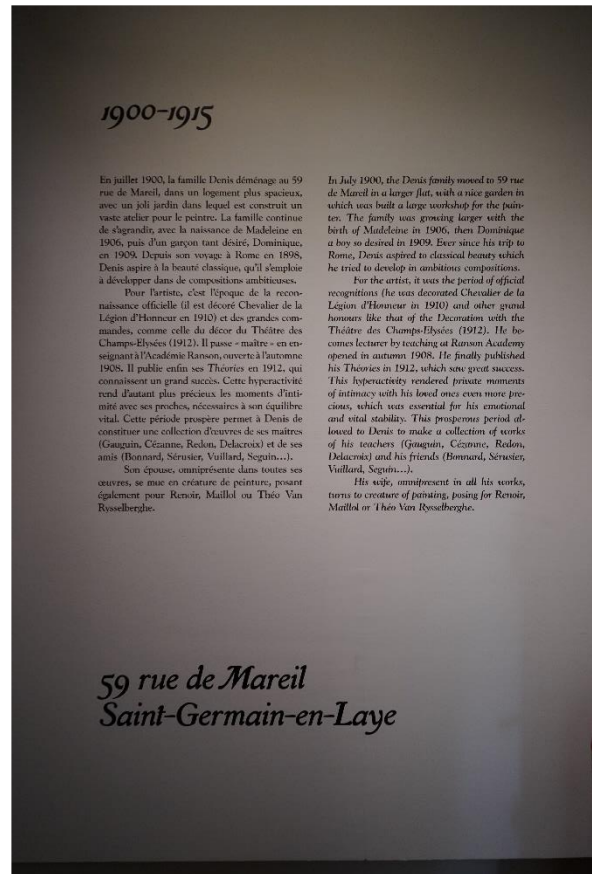 1900-1915
En juillet 1900, la famille Denis déménage au 59
rue de Mareil, dans un logement plus spacieux,
avec un joli jardin dans lequel est construit un
vaste atelier pour le peintre. La famille continue
de s'agrandir, avec la naissance de Madeleine en
1906, puis d'un garçon tant désiré, Dominique,
en 1909. Depuis son voyage à Rome en 1898,
Denis aspire à la beauté classique, qu'il s'emploie
à développer dans de compositions ambitieuses.
Pour l'artiste, c'est l'époque de la recon-
naissance officielle (il est décoré Chevalier de la
Légion d'Honneur en 1910) et des grandes com-
mandes, comme celle du décor du Théâtre des
Champs-Elysées (1912). Il passe « maître » en en-
seignant à l'Académie Ranson, ouverte à l'automne
1908. Il publie enfin ses Théories en 1912, qui
connaissent un grand succès. Cette hyperactivité
rend d'autant plus précieux les moments d'inti-
mité avec ses proches, nécessaires à son équilibre
vital. Cette période prospère permet à Denis de
constituer une collection d'œuvres de ses maîtres
(Gauguin, Cézanne, Redon, Delacroix) et de ses
amis (Bonnard, Sérusier, Vuillard, Seguin...).
Son épouse, omniprésente dans toutes ses
œuvres, se mue en créature de peinture, posant
également pour Renoir, Maillol ou Théo Van
Rysselberghe.
In July 1900, the Denis family moved to 59 rue
de Mareil in a larger flat, with a nice garden in
which was built a large workshop for the pain-
ter. The family was growing larger with the
birth of Madeleine in 1906, then Dominique
a boy so desired in 1909. Ever since his trip to
Rome, Denis aspired to classical beauty which
he tried to develop in ambitious compositions.
For the artist, it was the period of official
recognitions (he was decorated Chevalier de la
Légion d'Honneur in 1910) and other grand
honours like that of the Decoration with the
Théâtre des Champs-Elysées (1912). He be-
comes lecturer by teaching at Ranson Academy
opened in autumn 1908. He finally published
his Théories in 1912, which saw great success.
This hyperactivity rendered private moments
of intimacy with his loved ones even more pre-
cious, which was essential for his emotional
and vital stability. This prosperous period al-
lowed to Denis to make a collection of works
of his teachers (Gauguin, Cézanne, Redon,
Delacroix) and his friends (Bonnard, Sérusier,
Vuillard, Seguin...).
His wife, omnipresent in all his works,
turns to creature of painting, posing for Renoir,
Maillol or Théo Van Rysselberghe.
59 rue de Mareil
Saint-Germain-en-Laye